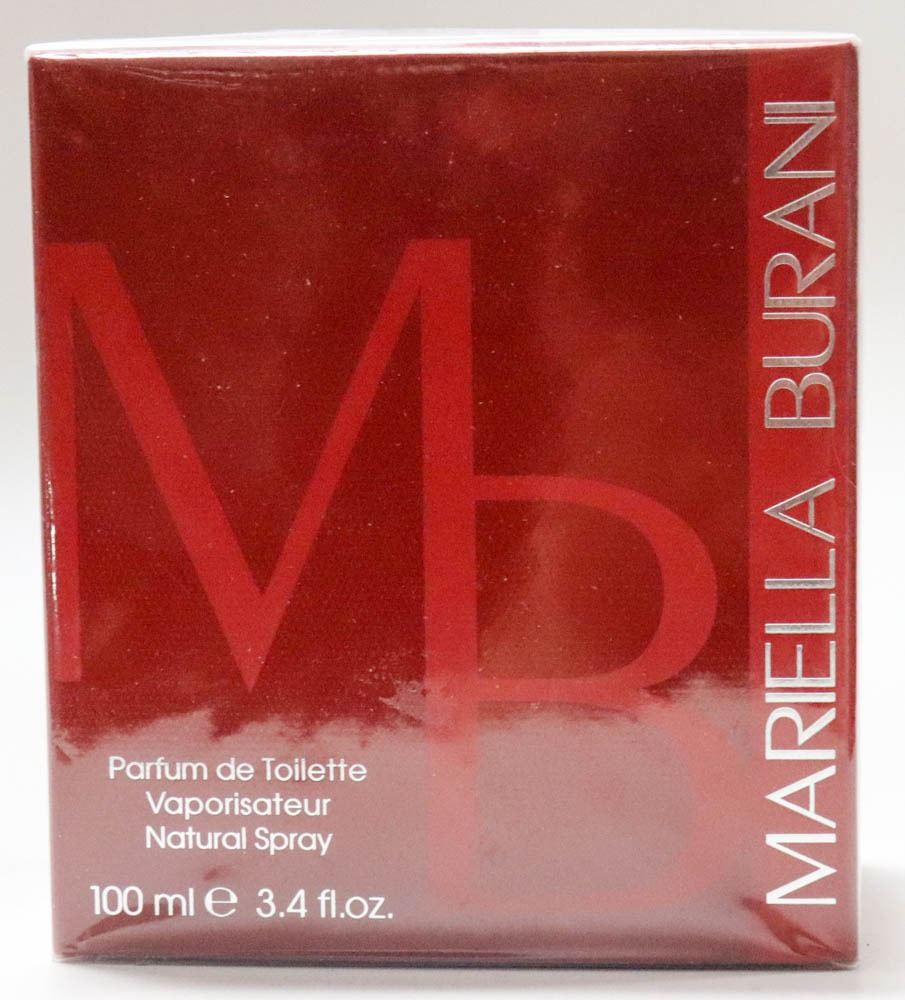 MB
MARIELLA BURANI
Parfum de Toilette
Vaporisateur
Natural Spray
100 ml ℮ 3.4 fl.oz.